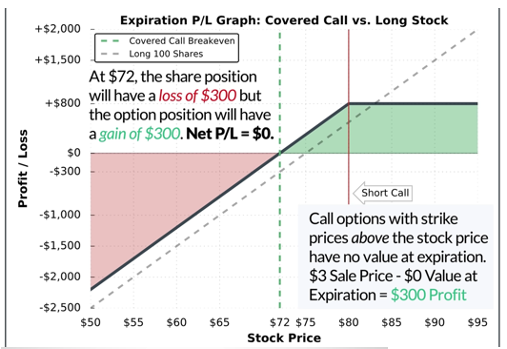 Expiration P/L Graph: Covered Call vs. Long Stock
+$2,000
Covered Call Breakeven
Long 100 Shares
+$1,500
At $72, the share position
will have a loss of $300 but
the option position will have
a gain of $300. Net P/L = $0.
+$800
$0
-$300
-$1,000
-$1,500
-$2,000
-$2,500
Profit / Loss
Short Call
Call options with strike
prices above the stock price
have no value at expiration.
$3 Sale Price - $0 Value at
Expiration = $300 Profit
$50 $55 $60 $65 $72 $75 $80 $85 $90 $95
Stock Price